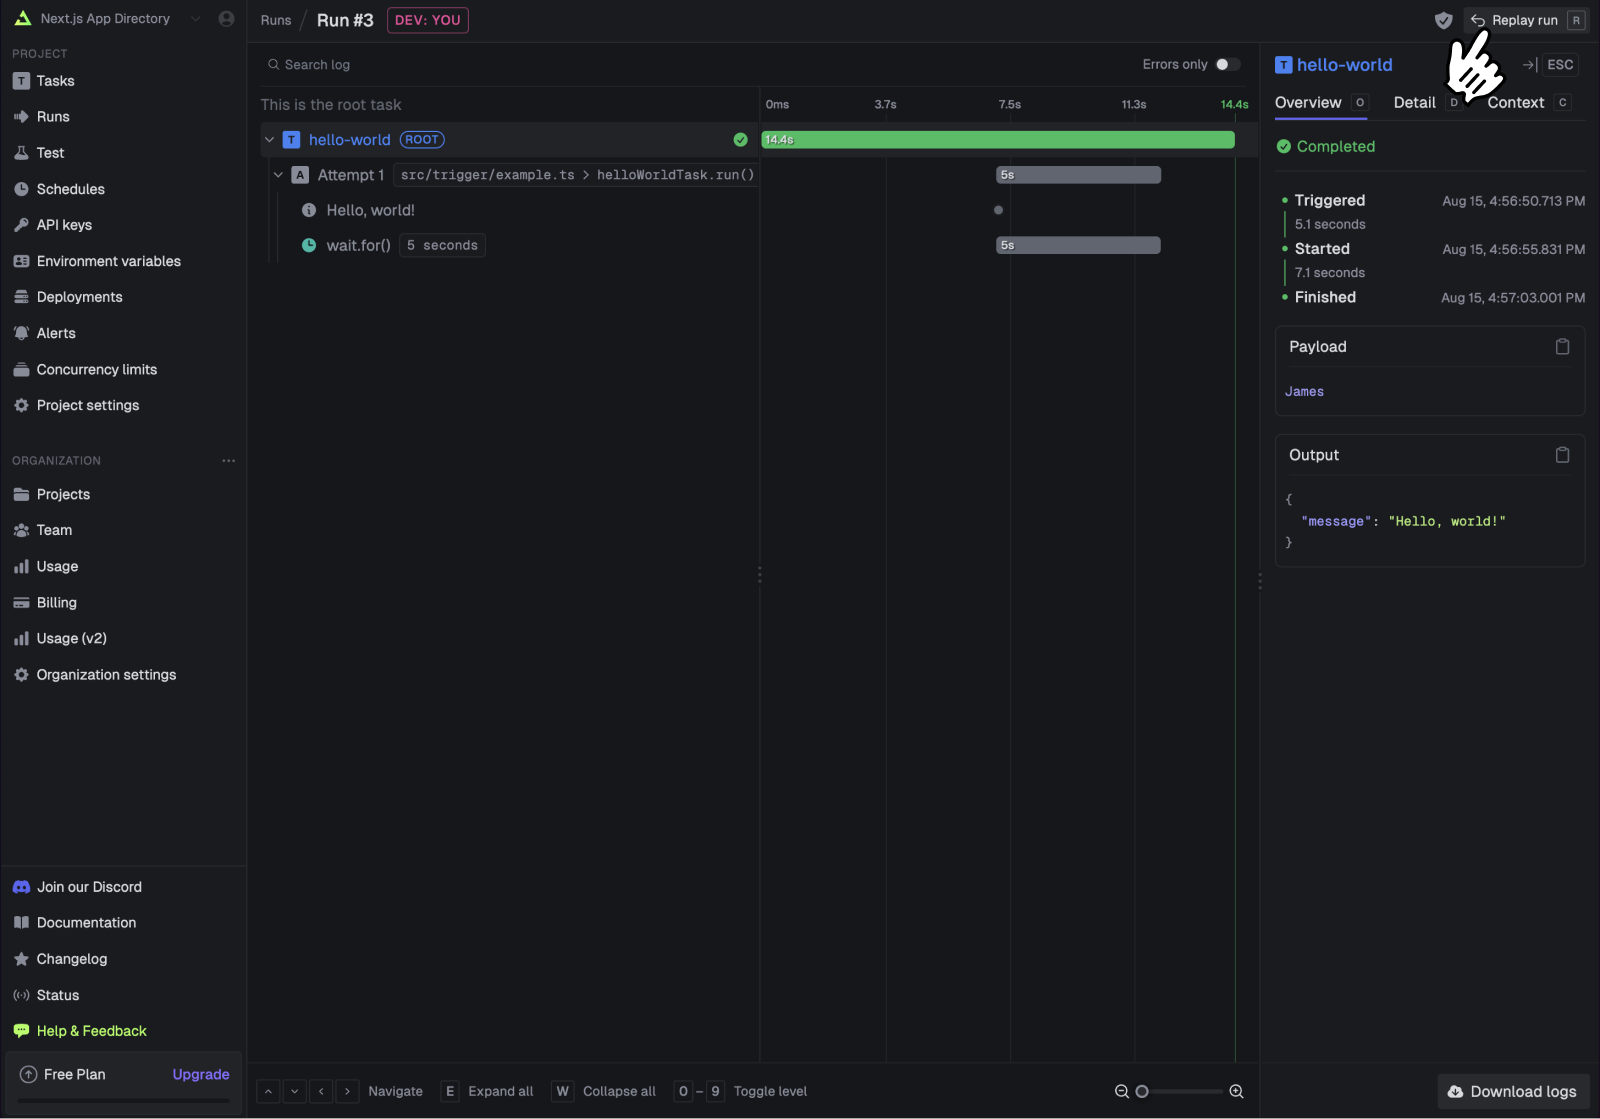 Next.js App Directory
PROJECT
T Tasks
Runs
Test
Schedules
API keys
Environment variables
Deployments
Alerts
Concurrency limits
Project settings
ORGANIZATION
Projects
Team
Usage
Billing
Usage (v2)
Organization settings
Join our Discord
Documentation
Changelog
Status
Help & Feedback
Free Plan Upgrade
Runs / Run #3 DEV: YOU
Replay run R
Search log Errors only
This is the root task 0ms 3.7s 7.5s 11.3s 14.4s
T hello-world ROOT 14.4s
A Attempt 1 src/trigger/example.ts > helloWorldTask.run() 5s
Hello, world!
wait.for() 5 seconds 5s
Navigate E Expand all W Collapse all 0 – 9 Toggle level
T hello-world ESC
Overview O Detail D Context C
Completed
Triggered Aug 15, 4:56:50.713 PM
5.1 seconds
Started Aug 15, 4:56:55.831 PM
7.1 seconds
Finished Aug 15, 4:57:03.001 PM
Payload
James
Output
{
"message": "Hello, world!"
}
Download logs